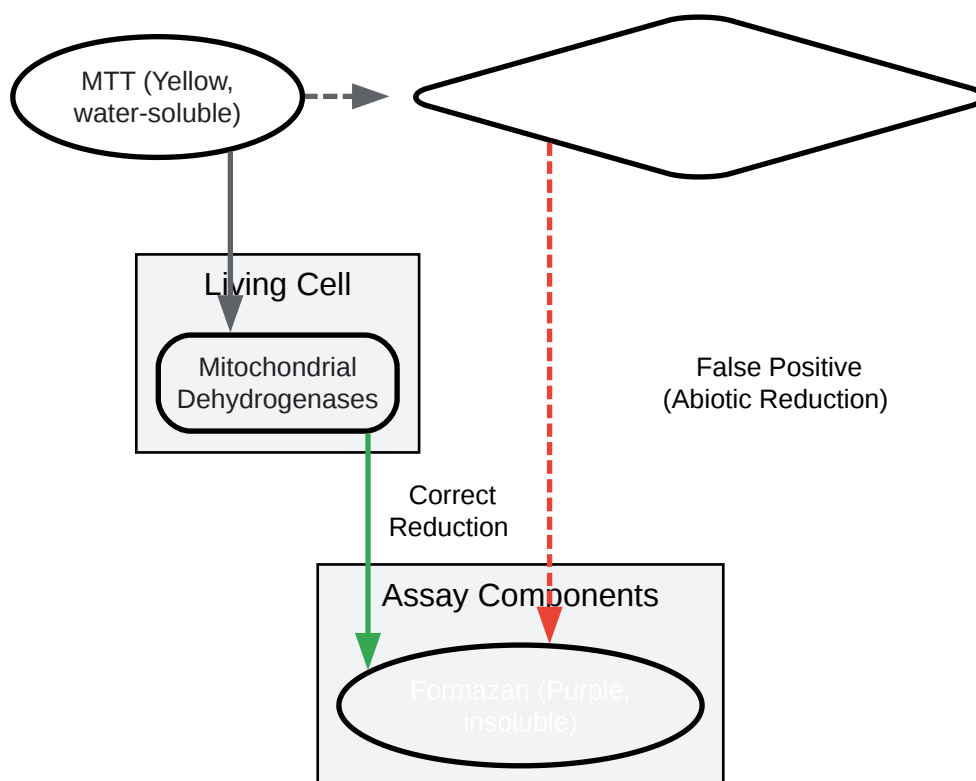 MTT (Yellow,
water-soluble)
Living Cell
Mitochondrial
Dehydrogenases
False Positive
(Abiotic Reduction)
Correct
Reduction
Assay Components
Formazan (Purple,
insoluble)